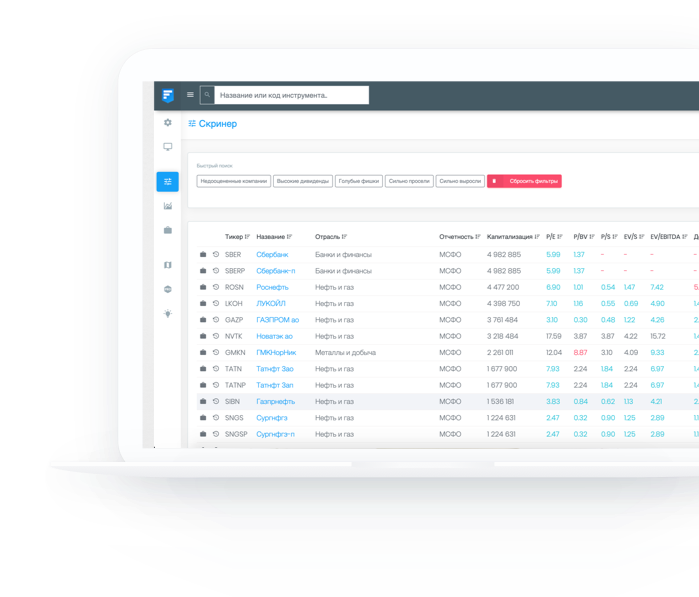 Название или код инструмента..
Скринер
Быстрый поиск
Недооцененные компании Высокие дивиденды Голубые фишки Сильно просели Сильно выросли Сбросить фильтры
Тикер Название Отрасль Отчетность Капитализация P/E P/BV P/S EV/S EV/EBITDA
SBER Сбербанк Банки и финансы МСФО 4 982 885 5.99 1.37 - - - -
SBERP Сбербанк-п Банки и финансы МСФО 4 982 885 5.99 1.37 - - - -
ROSN Роснефть Нефть и газ МСФО 4 477 200 6.90 1.01 0.54 1.47 7.42
LKOH ЛУКОЙЛ Нефть и газ МСФО 4 398 750 7.10 1.16 0.55 0.69 4.90
GAZP ГАЗПРОМ ао Нефть и газ МСФО 3 761 484 3.10 0.30 0.48 1.22 4.26
NVTK Новатэк ао Нефть и газ МСФО 3 218 484 17.59 3.87 3.87 4.22 15.72
GMKN ГМКНорНик Металлы и добыча МСФО 2 261 011 12.04 8.87 3.10 4.09 9.33
TATN Татнфт 3ао Нефть и газ МСФО 1 677 900 7.93 2.24 1.84 2.24 6.97
TATNP Татнфт 3ап Нефть и газ МСФО 1 677 900 7.93 2.24 1.84 2.24 6.97
SIBN Газпрнефть Нефть и газ МСФО 1 536 181 3.83 0.84 0.62 1.13 4.21
SNGS Сургнфгз Нефть и газ МСФО 1 224 631 2.47 0.32 0.90 1.25 2.89
SNGSP Сургнфгз-п Нефть и газ МСФО 1 224 631 2.47 0.32 0.90 1.25 2.89